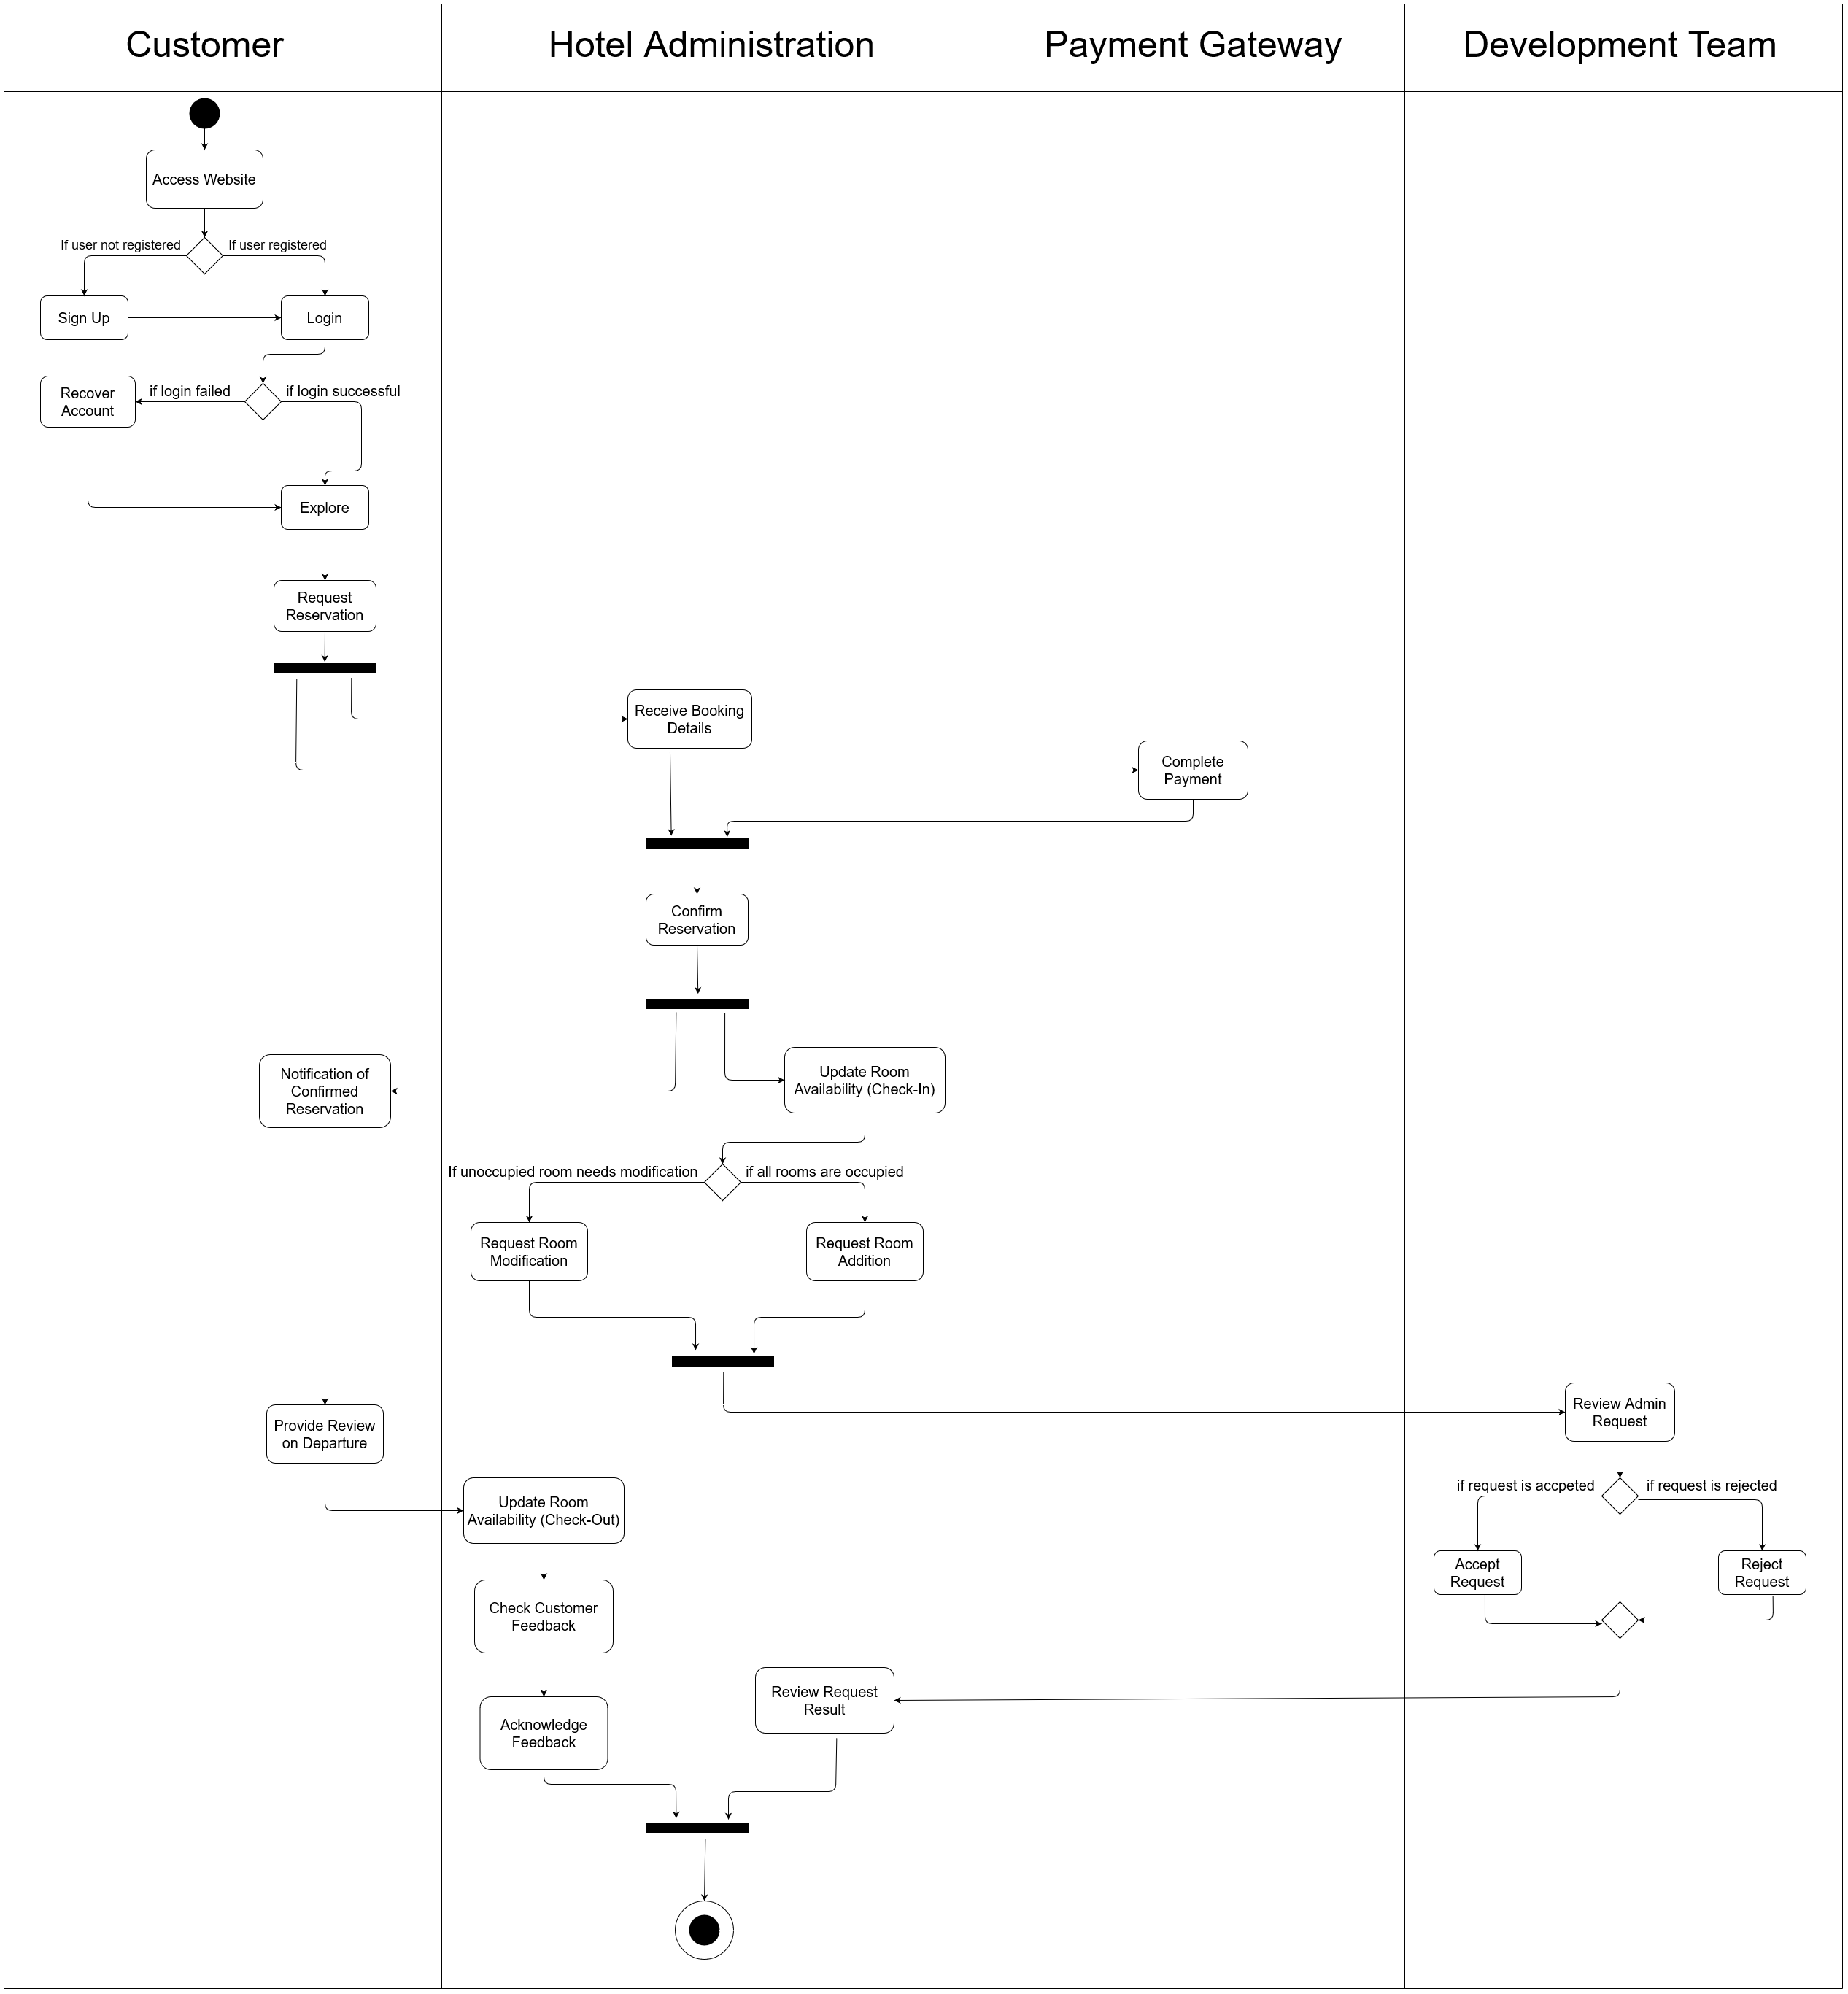 Customer
Hotel Administration
Payment Gateway
Development Team
Access Website
If user not registered
If user registered
Sign Up
Login
Recover
Account
if login failed
if login successful
Explore
Request
Reservation
Receive Booking
Details
Complete
Payment
Confirm
Reservation
Notification of
Confirmed
Reservation
Update Room
Availability (Check-In)
If unoccupied room needs modification
if all rooms are occupied
Request Room
Modification
Request Room
Addition
Review Admin
Request
Provide Review
on Departure
if request is accpeted
if request is rejected
Update Room
Availability (Check-Out)
Accept
Request
Reject
Request
Check Customer
Feedback
Review Request
Result
Acknowledge
Feedback